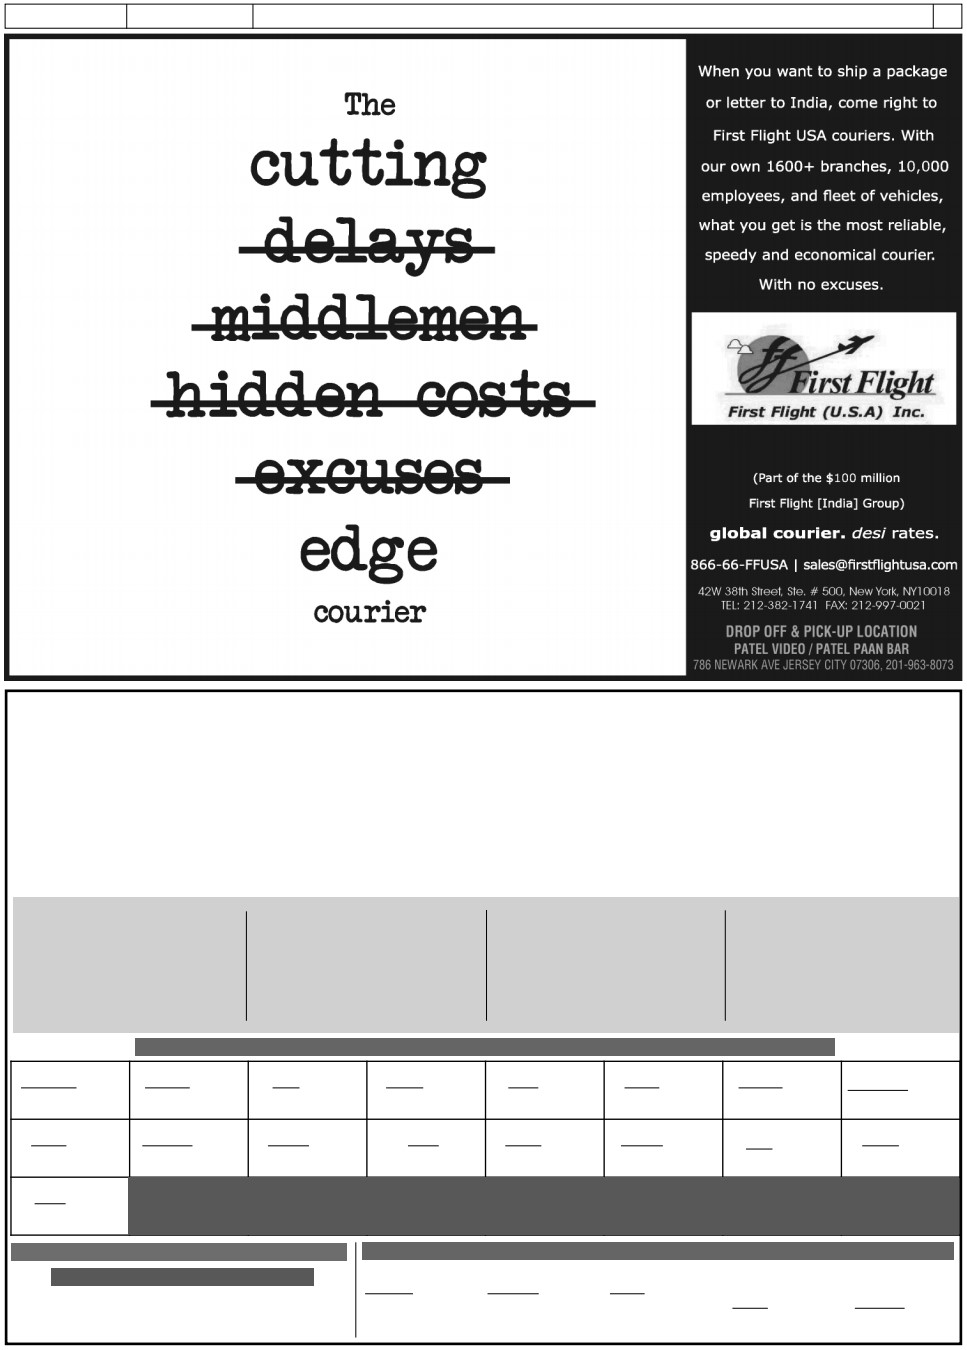 The
cutting
delays
middlemen
hidden costs
excuses
edge
courier
When you want to ship a package
or letter to India, come right to
First Flight USA couriers. With
our own 1600+ branches, 10,000
employees, and fleet of vehicles,
what you get is the most reliable,
speedy and economical courier.
With no excuses.
ff
First Flight
First Flight (U.S.A) Inc.
(Part of the $100 million
First Flight [India] Group)
global courier. desi rates.
866-66-FFUSA | sales@firstflightusa.com
42W 38th Street, Ste. # 500, New York, NY10018
TEL: 212-382-1741 FAX: 212-997-0021
DROP OFF & PICK-UP LOCATION
PATEL VIDEO / PATEL PAAN BAR
786 NEWARK AVE JERSEY CITY 07306, 201-963-8073